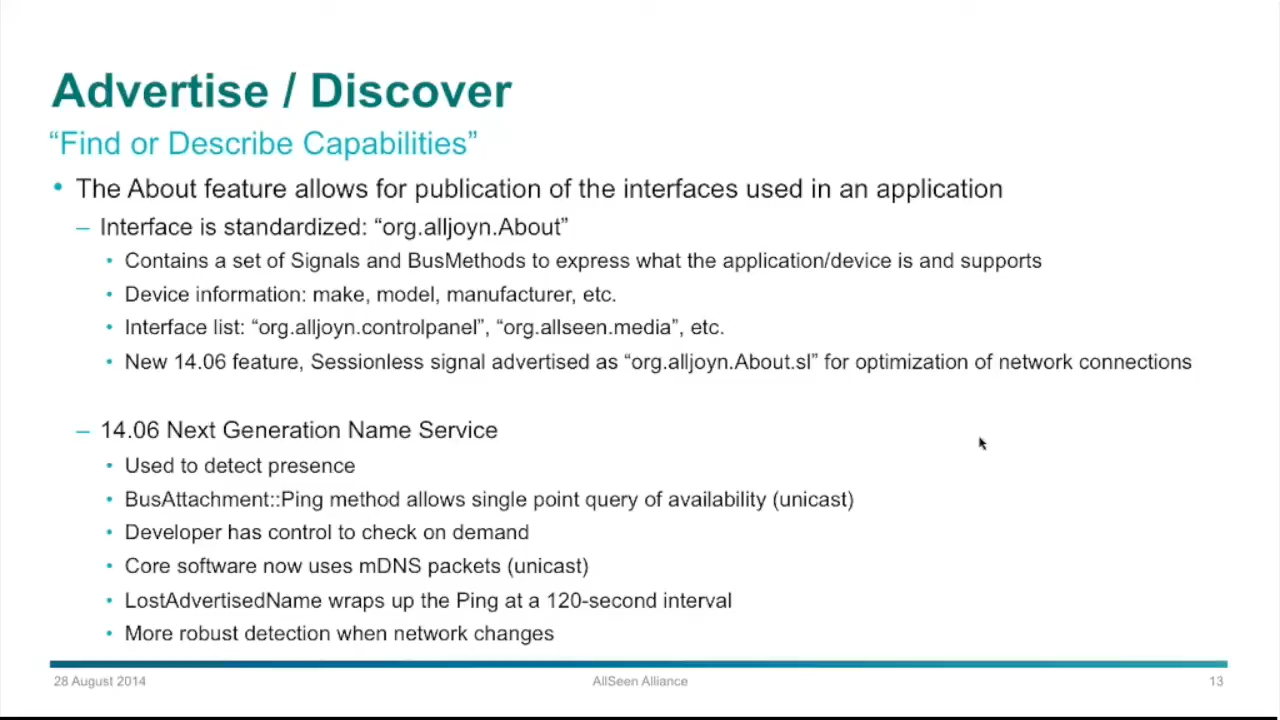 Advertise / Discover
“Find or Describe Capabilities”
• The About feature allows for publication of the interfaces used in an application
– Interface is standardized: “org.alljoyn.About”
• Contains a set of Signals and BusMethods to express what the application/device is and supports
• Device information: make, model, manufacturer, etc.
• Interface list: “org.alljoyn.controlpanel”, “org.allseen.media”, etc.
• New 14.06 feature, Sessionless signal advertised as “org.alljoyn.About.sl” for optimization of network connections
– 14.06 Next Generation Name Service
• Used to detect presence
• BusAttachment::Ping method allows single point query of availability (unicast)
• Developer has control to check on demand
• Core software now uses mDNS packets (unicast)
• LostAdvertisedName wraps up the Ping at a 120-second interval
• More robust detection when network changes
28 August 2014
AllSeen Alliance
13